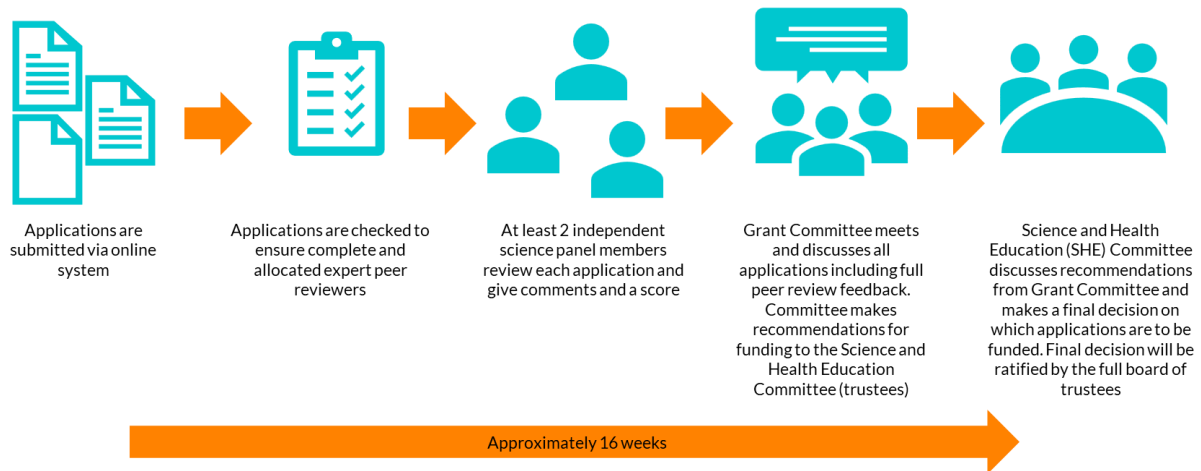 Applications are
submitted via online
system
Applications are checked to
ensure complete and
allocated expert peer
reviewers
At least 2 independent
science panel members
review each application and
give comments and a score
Grant Committee meets
and discusses all
applications including full
peer review feedback.
Committee makes
recommendations for
funding to the Science and
Health Education
Committee (trustees)
Science and Health
Education (SHE) Committee
discusses recommendations
from Grant Committee and
makes a final decision on
which applications are to be
funded. Final decision will be
ratified by the full board of
trustees
Approximately 16 weeks